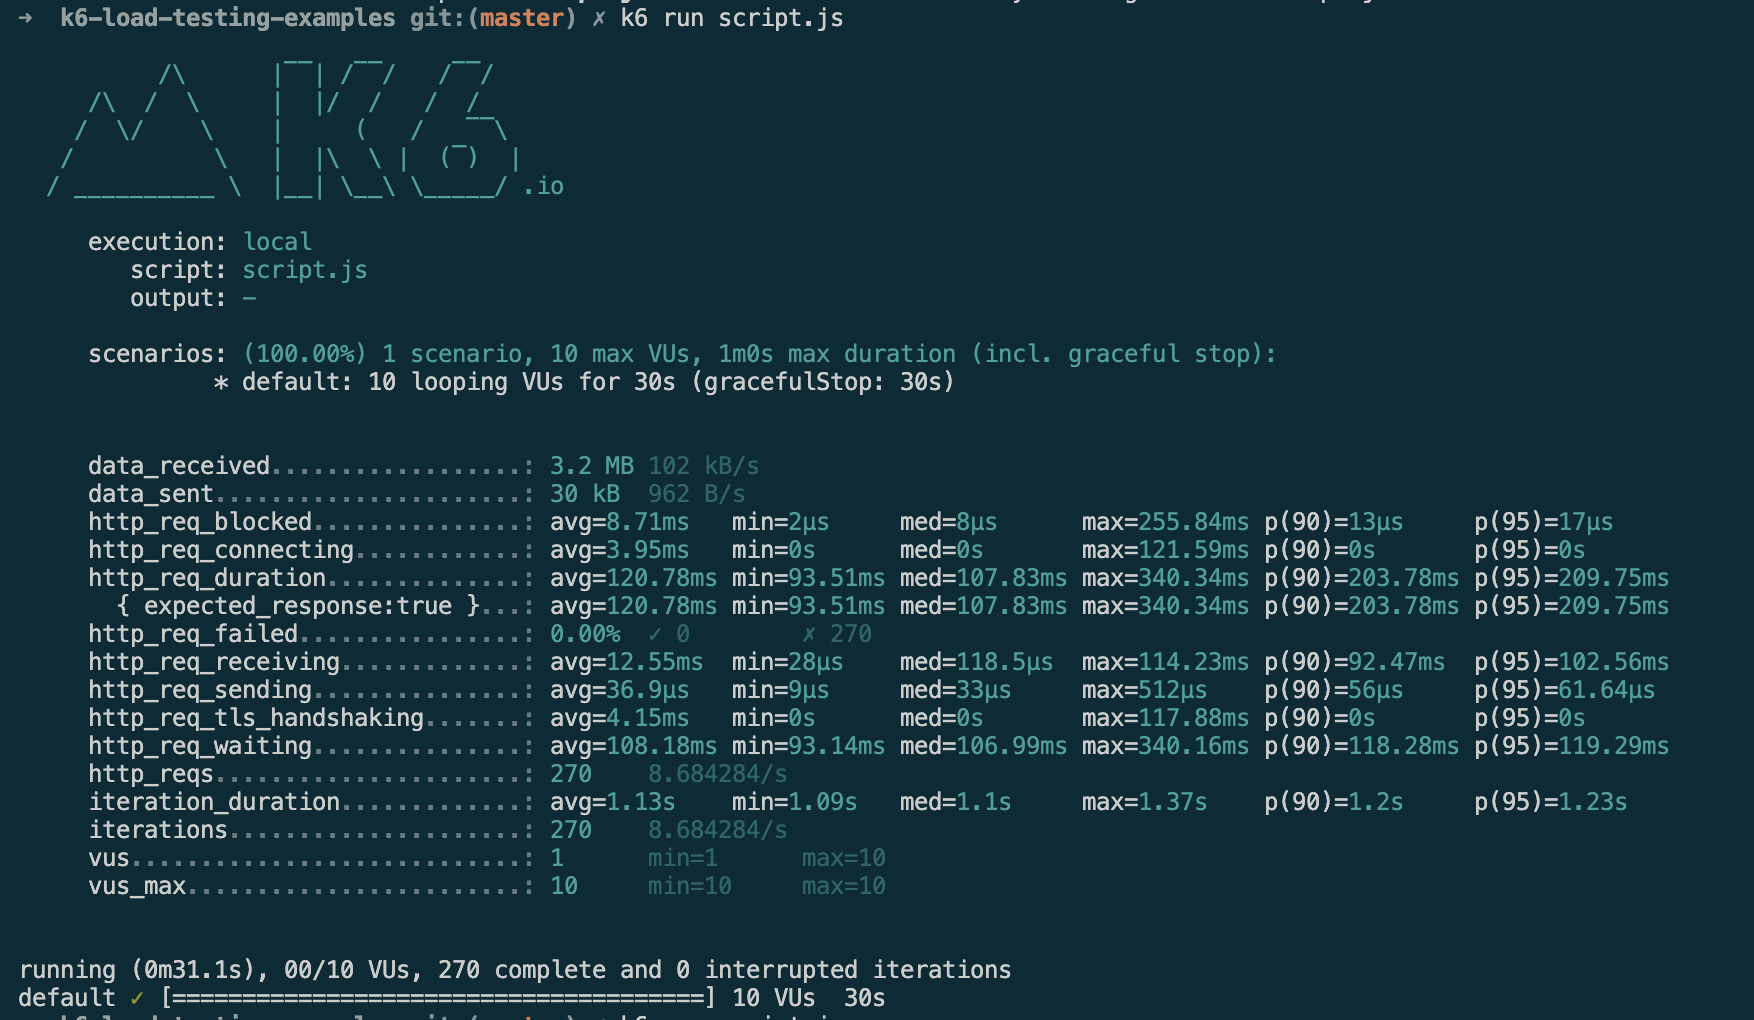 ➜  k6-load-testing-examples git:(master) ✗ k6 run script.js

          /\      |‾‾| /‾‾/   /‾‾/
     /\  /  \     |  |/  /   /  /
    /  \/    \    |     (   /   ‾‾\
   /          \   |  |\  \ |  (‾)  |
  / __________ \  |__| \__\ \_____/ .io

     execution: local
        script: script.js
        output: -

     scenarios: (100.00%) 1 scenario, 10 max VUs, 1m0s max duration (incl. graceful stop):
              * default: 10 looping VUs for 30s (gracefulStop: 30s)

     data_received..................: 3.2 MB 102 kB/s
     data_sent......................: 30 kB  962 B/s
     http_req_blocked...............: avg=8.71ms   min=2µs      med=8µs      max=255.84ms p(90)=13µs     p(95)=17µs
     http_req_connecting............: avg=3.95ms   min=0s       med=0s       max=121.59ms p(90)=0s       p(95)=0s
     http_req_duration..............: avg=120.78ms min=93.51ms med=107.83ms max=340.34ms p(90)=203.78ms p(95)=209.75ms
       { expected_response:true }...: avg=120.78ms min=93.51ms med=107.83ms max=340.34ms p(90)=203.78ms p(95)=209.75ms
     http_req_failed................: 0.00%  ✓ 0        ✗ 270
     http_req_receiving.............: avg=12.55ms  min=28µs    med=118.5µs  max=114.23ms p(90)=92.47ms  p(95)=102.56ms
     http_req_sending...............: avg=36.9µs   min=9µs     med=33µs     max=512µs    p(90)=56µs     p(95)=61.64µs
     http_req_tls_handshaking.......: avg=4.15ms   min=0s      med=0s       max=117.88ms p(90)=0s       p(95)=0s
     http_req_waiting...............: avg=108.18ms min=93.14ms med=106.99ms max=340.16ms p(90)=118.28ms p(95)=119.29ms
     http_reqs......................: 270    8.684284/s
     iteration_duration.............: avg=1.13s    min=1.09s   med=1.1s     max=1.37s    p(90)=1.2s     p(95)=1.23s
     iterations.....................: 270    8.684284/s
     vus............................: 1      min=1      max=10
     vus_max........................: 10     min=10     max=10

running (0m31.1s), 00/10 VUs, 270 complete and 0 interrupted iterations
default ✓ [======================================] 10 VUs  30s